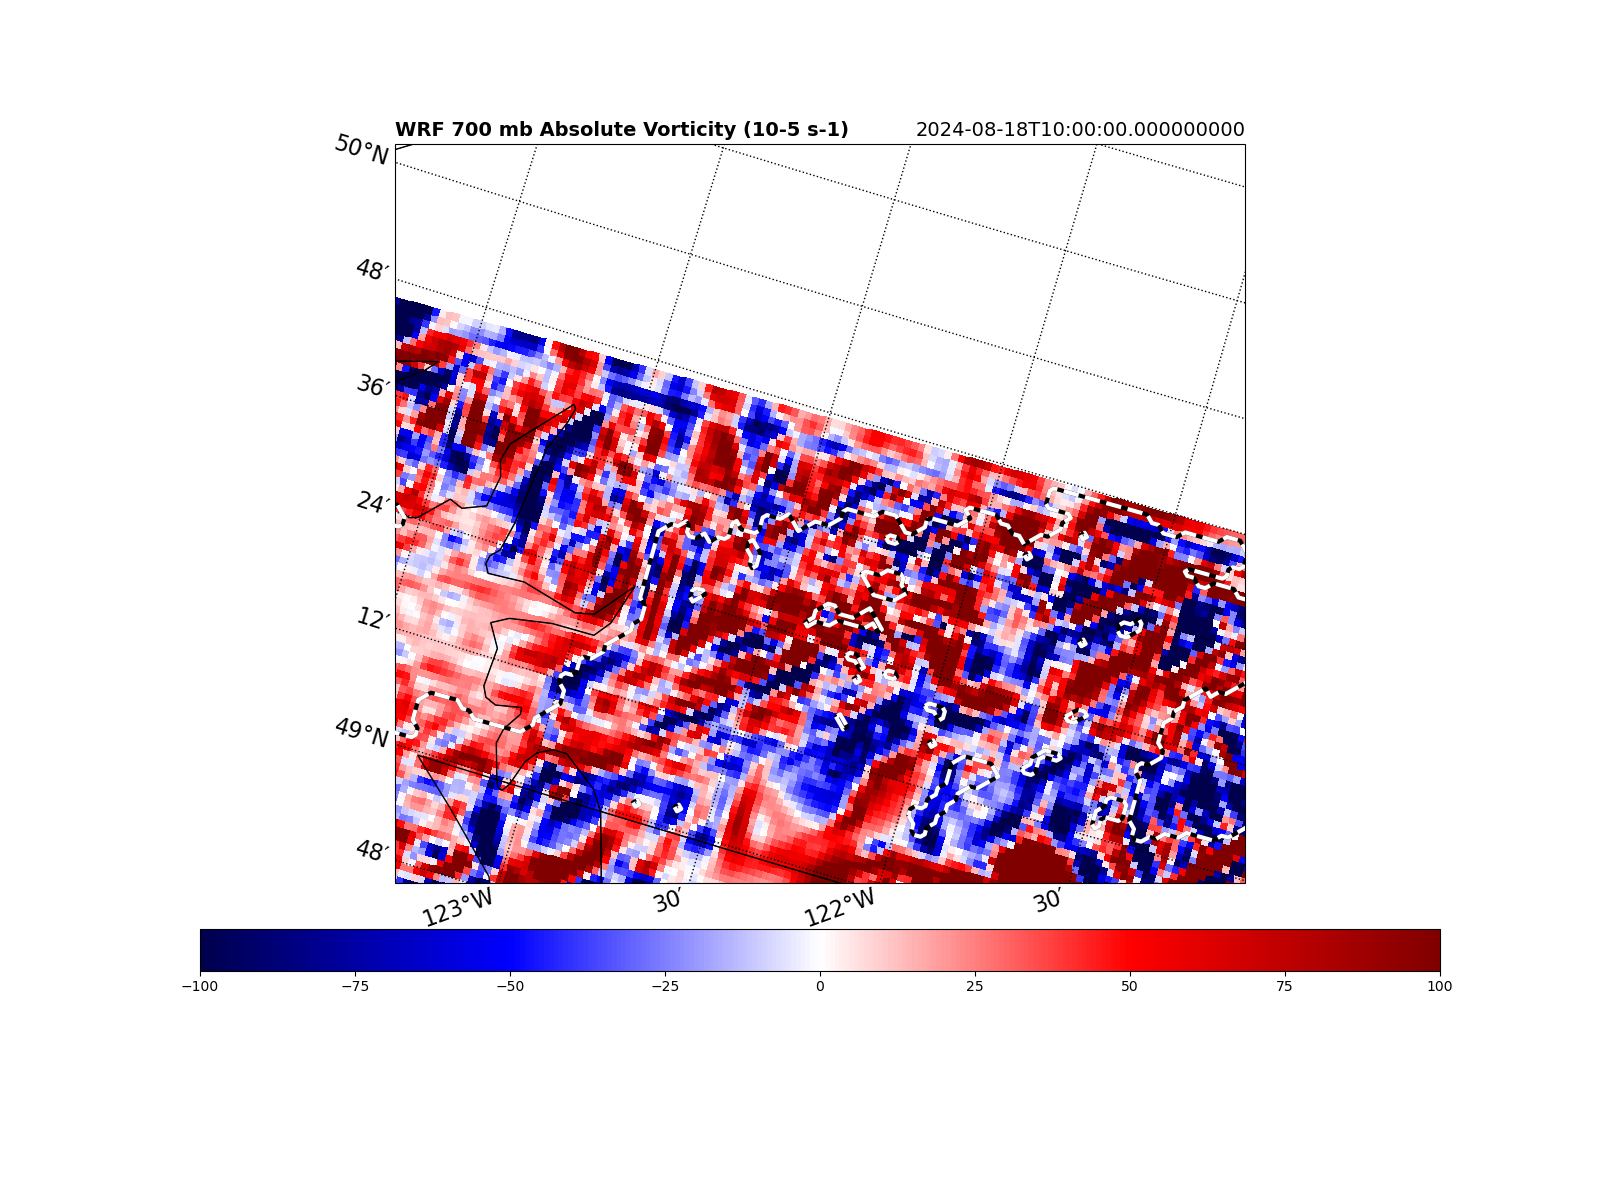 WRF 700 mb Absolute Vorticity (10-5 s-1) 2024-08-18T10:00:00.000000000
50°N
48′
36′
24′
12′
49°N
48′
123°W 30′ 122°W 30′
−100 −75 −50 −25 0 25 50 75 100